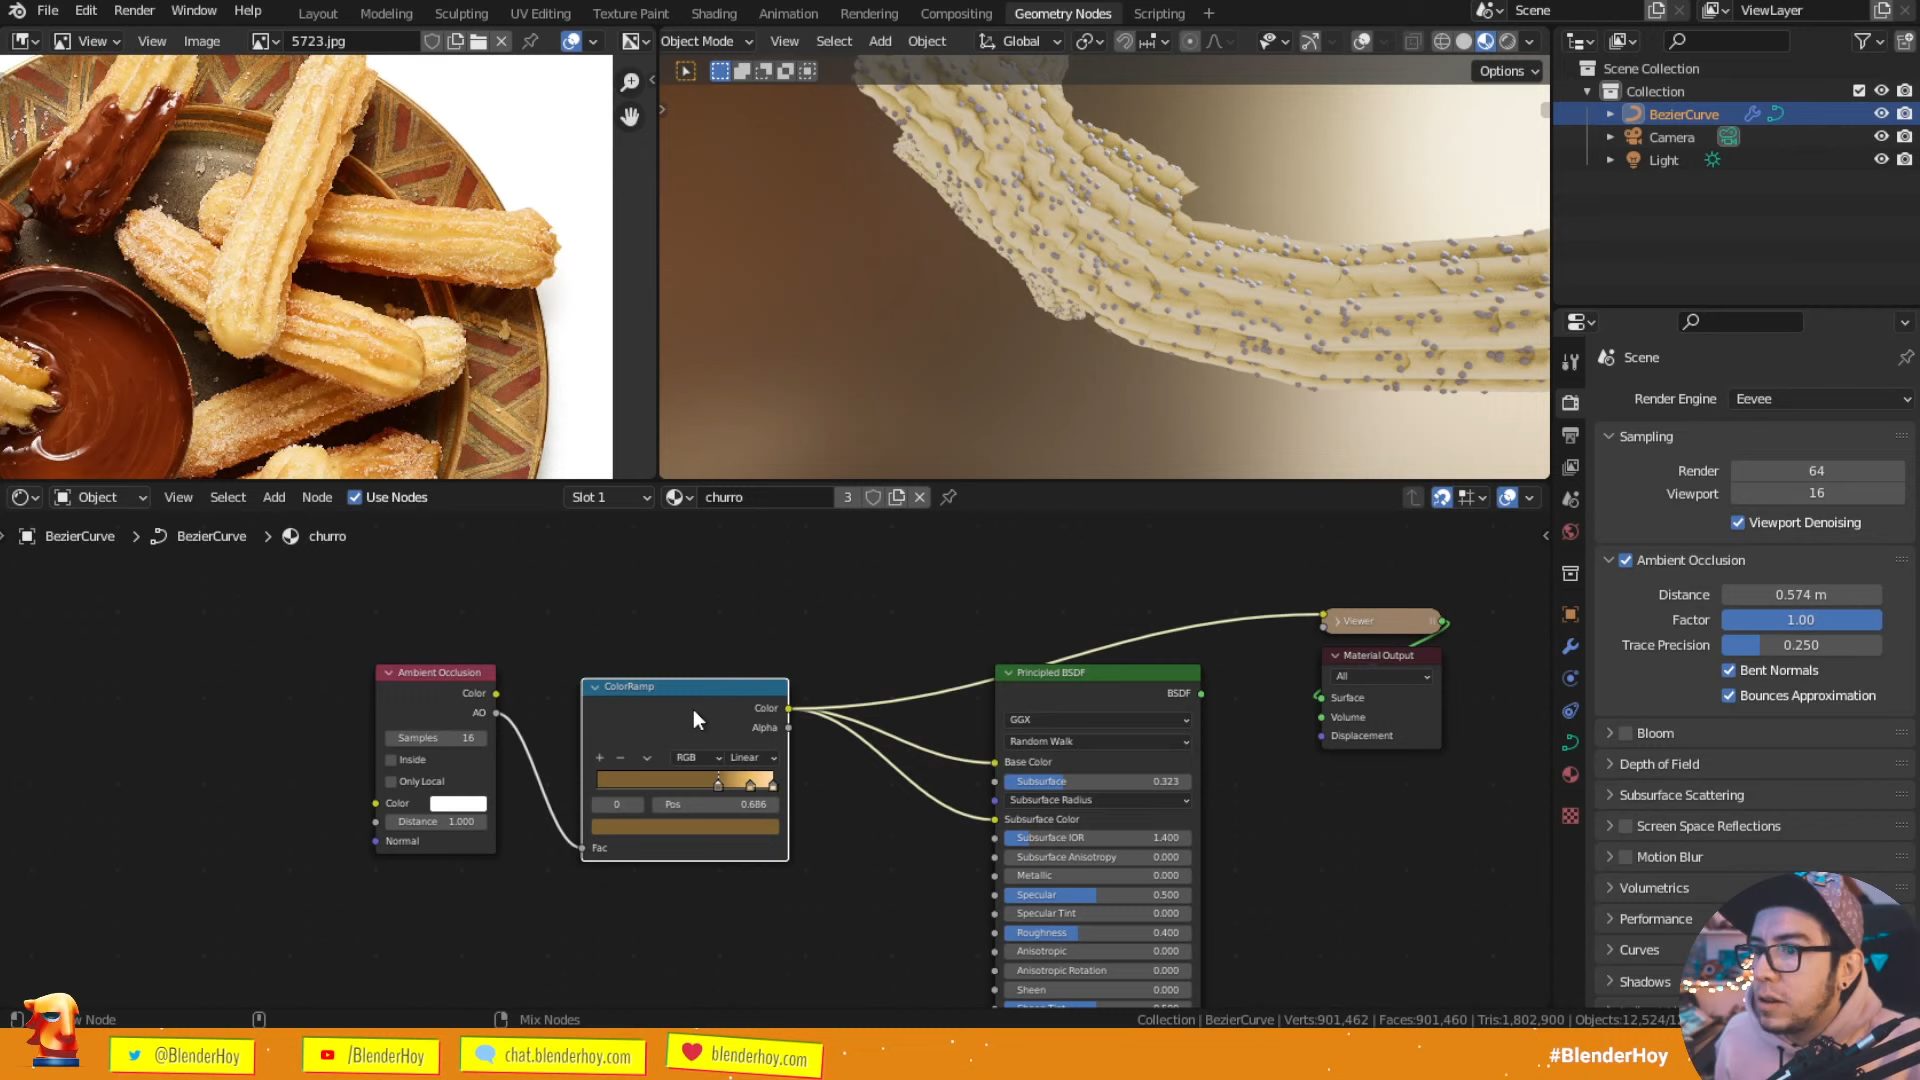 File Edit Render Window Help
Layout Modeling Sculpting UV Editing Texture Paint Shading Animation Rendering Compositing Geometry Nodes Scripting +
Scene ViewLayer
View View Image 5723.jpg
Object Mode View Select Add Object Global
Options
Scene Collection
Collection
BezierCurve
Camera
Light
Scene
Render Engine Eevee
Sampling
Render 64
Viewport 16
Viewport Denoising
Ambient Occlusion
Distance 0.574 m
Factor 1.00
Trace Precision 0.250
Bent Normals
Bounces Approximation
Bloom
Depth of Field
Subsurface Scattering
Screen Space Reflections
Motion Blur
Volumetrics
Performance
Curves
Shadows
Object View Select Add Node Use Nodes Slot 1 churro 3
BezierCurve > BezierCurve > churro
Ambient Occlusion
Color
AO
Samples 16
Inside
Only Local
Color
Distance 1.000
Normal
ColorRamp
Color
Alpha
+ − RGB Linear
0 Pos 0.686
Fac
Principled BSDF
BSDF
GGX
Random Walk
Base Color
Subsurface 0.323
Subsurface Radius
Subsurface Color
Subsurface IOR 1.400
Subsurface Anisotropy 0.000
Metallic 0.000
Specular 0.500
Specular Tint 0.000
Roughness 0.400
Anisotropic 0.000
Anisotropic Rotation 0.000
Sheen 0.000
Viewer
Material Output
All
Surface
Volume
Displacement
Node Mix Nodes
Collection | BezierCurve | Verts:901,462 | Faces:901,460 | Tris:1,802,900 | Objects:12,524/1
@BlenderHoy /BlenderHoy chat.blenderhoy.com blenderhoy.com #BlenderHoy